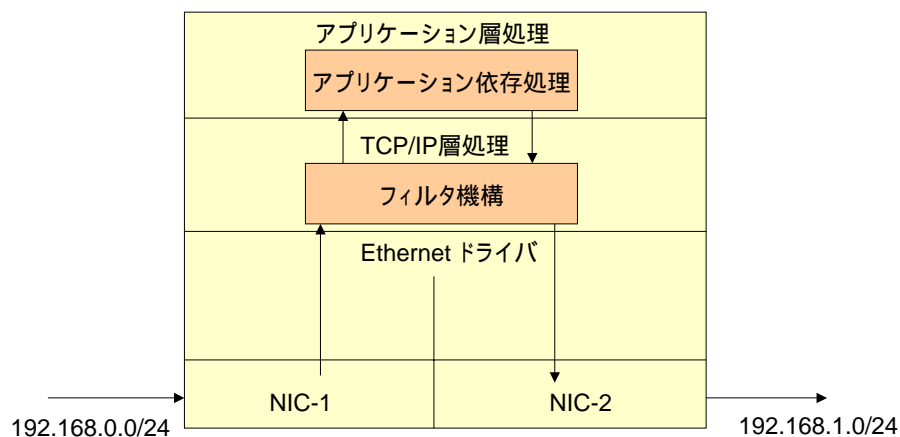 アプリケーション層処理
アプリケーション依存処理
TCP/IP層処理
フィルタ機構
Ethernet ドライバ
NIC-1
NIC-2
192.168.0.0/24
192.168.1.0/24